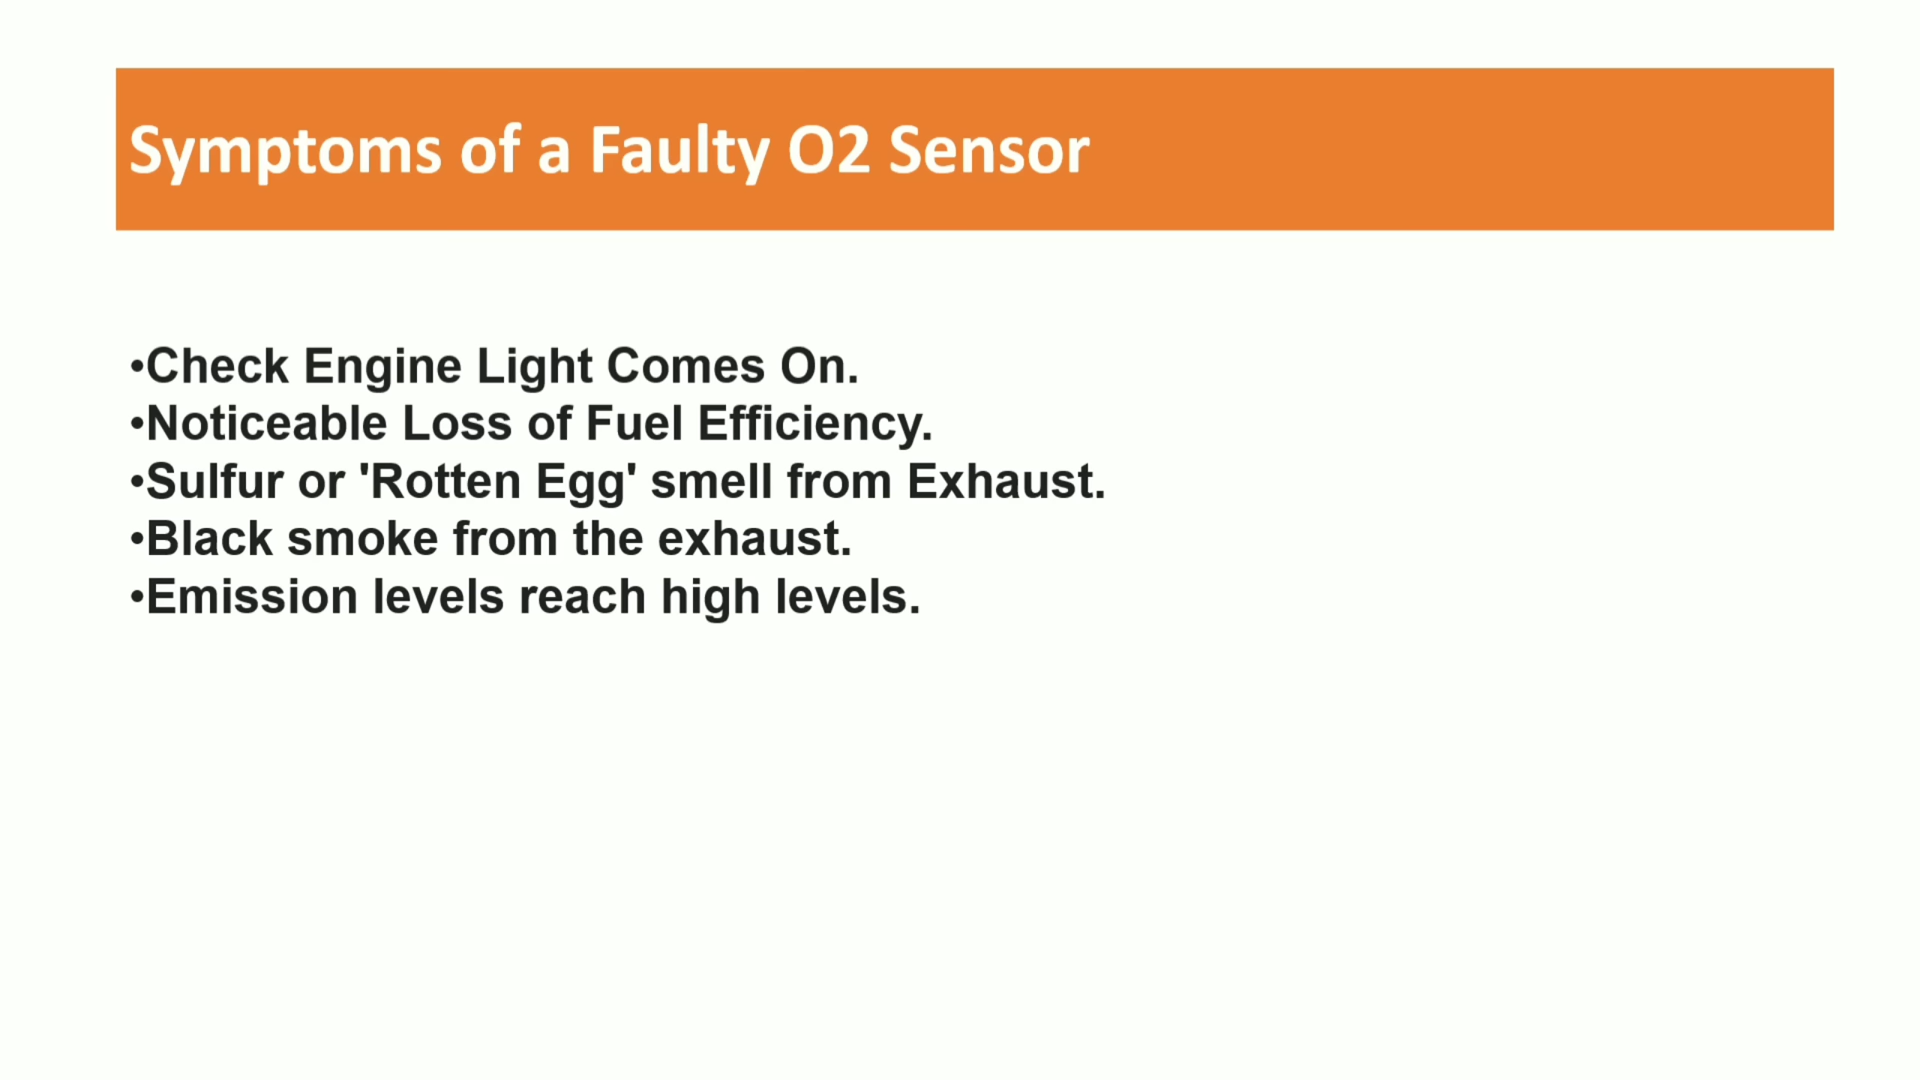 Symptoms of a Faulty O2 Sensor
•Check Engine Light Comes On.
•Noticeable Loss of Fuel Efficiency.
•Sulfur or 'Rotten Egg' smell from Exhaust.
•Black smoke from the exhaust.
•Emission levels reach high levels.